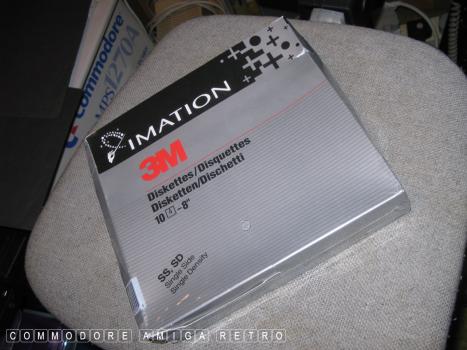 Commodore
MPS1270A
IMATION
3M
Diskettes/Disquettes
Disketten/Dischetti
10 -8"
SS, SD
Single Side
Single Density
COMMODORE AMIGA RETRO